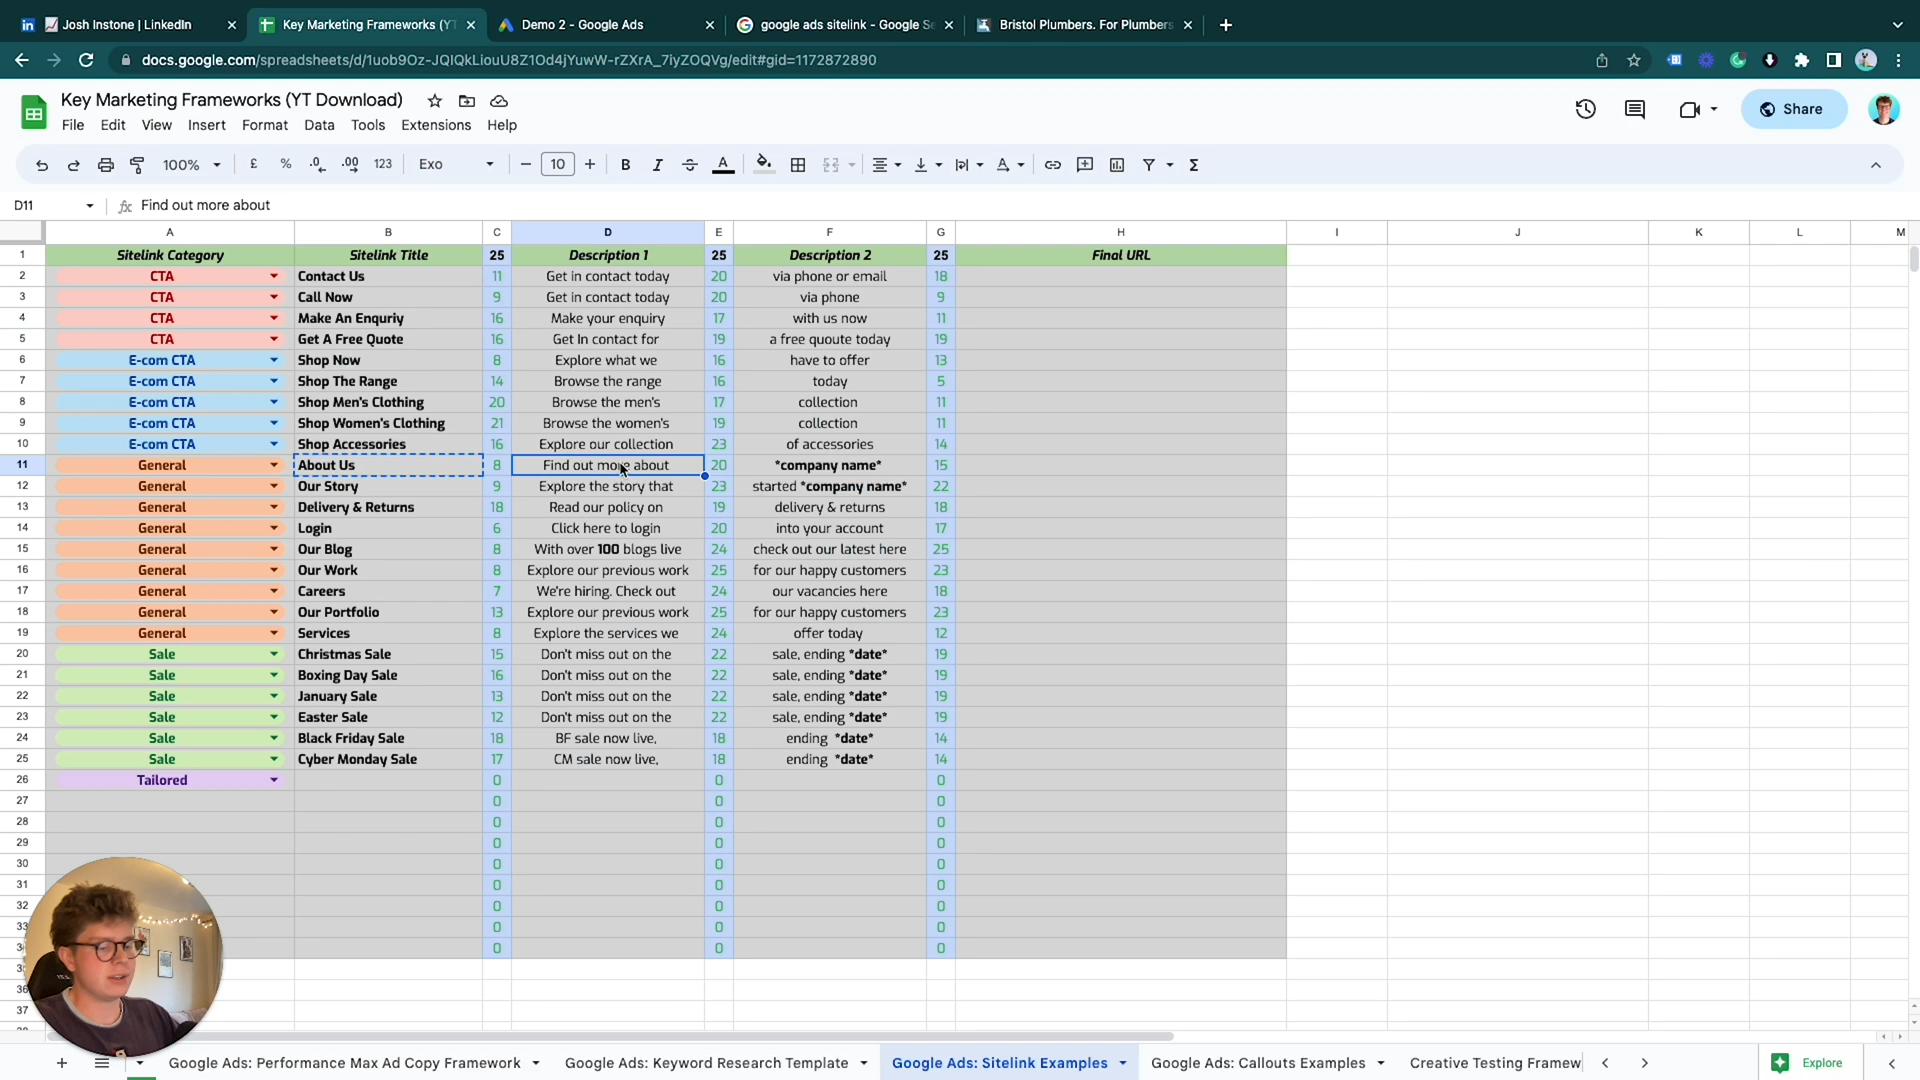 Josh Instone | LinkedIn
Key Marketing Frameworks (YT
Demo 2 - Google Ads
google ads sitelink - Google Se
Bristol Plumbers. For Plumbers
docs.google.com/spreadsheets/d/1uob9Oz-JQIQkLiouU8Z1Od4jYuwW-rZXrA_7iyZOQVg/edit#gid=1172872890
Key Marketing Frameworks (YT Download)
File Edit View Insert Format Data Tools Extensions Help
Share
100% £ % .0 .00 123 Exo 10 B I A Σ
D11 fx Find out more about
A B C D E F G H I J K L M
1 Sitelink Category Sitelink Title 25 Description 1 25 Description 2 25 Final URL
2 CTA Contact Us 11 Get in contact today 20 via phone or email 18
3 CTA Call Now 9 Get in contact today 20 via phone 9
4 CTA Make An Enquriy 16 Make your enquiry 17 with us now 11
5 CTA Get A Free Quote 16 Get In contact for 19 a free quoute today 19
6 E-com CTA Shop Now 8 Explore what we 16 have to offer 13
7 E-com CTA Shop The Range 14 Browse the range 16 today 5
8 E-com CTA Shop Men's Clothing 20 Browse the men's 17 collection 11
9 E-com CTA Shop Women's Clothing 21 Browse the women's 19 collection 11
10 E-com CTA Shop Accessories 16 Explore our collection 23 of accessories 14
11 General About Us 8 Find out more about 20 *company name* 15
12 General Our Story 9 Explore the story that 23 started *company name* 22
13 General Delivery & Returns 18 Read our policy on 19 delivery & returns 18
14 General Login 6 Click here to login 20 into your account 17
15 General Our Blog 8 With over 100 blogs live 24 check out our latest here 25
16 General Our Work 8 Explore our previous work 25 for our happy customers 23
17 General Careers 7 We're hiring. Check out 24 our vacancies here 18
18 General Our Portfolio 13 Explore our previous work 25 for our happy customers 23
19 General Services 8 Explore the services we 24 offer today 12
20 Sale Christmas Sale 15 Don't miss out on the 22 sale, ending *date* 19
21 Sale Boxing Day Sale 16 Don't miss out on the 22 sale, ending *date* 19
22 Sale January Sale 13 Don't miss out on the 22 sale, ending *date* 19
23 Sale Easter Sale 12 Don't miss out on the 22 sale, ending *date* 19
24 Sale Black Friday Sale 18 BF sale now live, 18 ending *date* 14
25 Sale Cyber Monday Sale 17 CM sale now live, 18 ending *date* 14
26 Tailored 0 0 0
27 0 0 0
28 0 0 0
29 0 0 0
30 0 0 0
31 0 0 0
32 0 0 0
33 0 0 0
0 0 0
36
37
Google Ads: Performance Max Ad Copy Framework
Google Ads: Keyword Research Template
Google Ads: Sitelink Examples
Google Ads: Callouts Examples
Creative Testing Framew
Explore